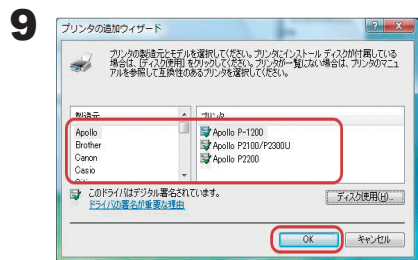 9
プリンタの追加ウィザード
プリンタの製造元とモデルを選択してください。プリンタにインストール ディスクが付属している
場合は、[ディスク使用] をクリックしてください。プリンタが一覧にない場合は、プリンタのマニュ
アルを参照して互換性のあるプリンタを選択してください。
製造元
プリンタ
Apollo
Brother
Canon
Casio
Apollo P-1200
Apollo P2100/P2300U
Apollo P2200
このドライバはデジタル署名されています。
ドライバの署名が重要な理由
ディスク使用(H)...
OK
キャンセル